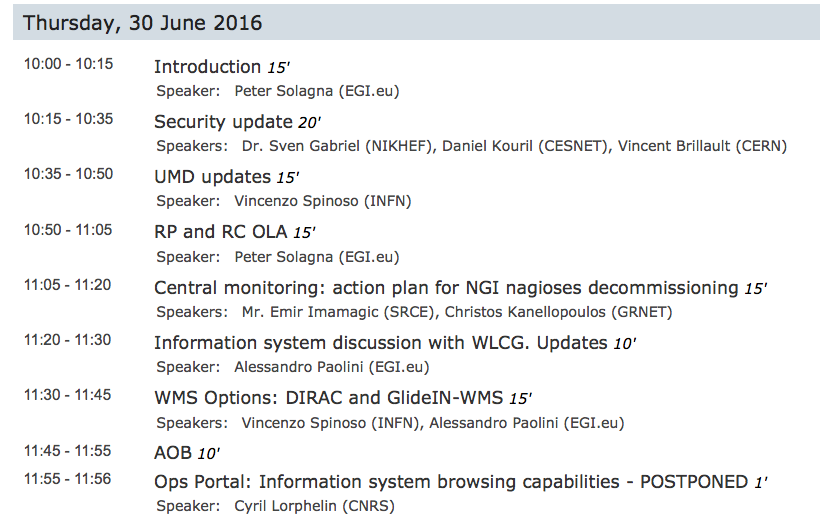 Thursday, 30 June 2016
10:00 - 10:15 Introduction 15'
Speaker: Peter Solagna (EGI.eu)
10:15 - 10:35 Security update 20'
Speakers: Dr. Sven Gabriel (NIKHEF), Daniel Kouril (CESNET), Vincent Brillault (CERN)
10:35 - 10:50 UMD updates 15'
Speaker: Vincenzo Spinoso (INFN)
10:50 - 11:05 RP and RC OLA 15'
Speaker: Peter Solagna (EGI.eu)
11:05 - 11:20 Central monitoring: action plan for NGI nagioses decommissioning 15'
Speakers: Mr. Emir Imamagic (SRCE), Christos Kanellopoulos (GRNET)
11:20 - 11:30 Information system discussion with WLCG. Updates 10'
Speaker: Alessandro Paolini (EGI.eu)
11:30 - 11:45 WMS Options: DIRAC and GlideIN-WMS 15'
Speakers: Vincenzo Spinoso (INFN), Alessandro Paolini (EGI.eu)
11:45 - 11:55 AOB 10'
11:55 - 11:56 Ops Portal: Information system browsing capabilities - POSTPONED 1'
Speaker: Cyril Lorphelin (CNRS)